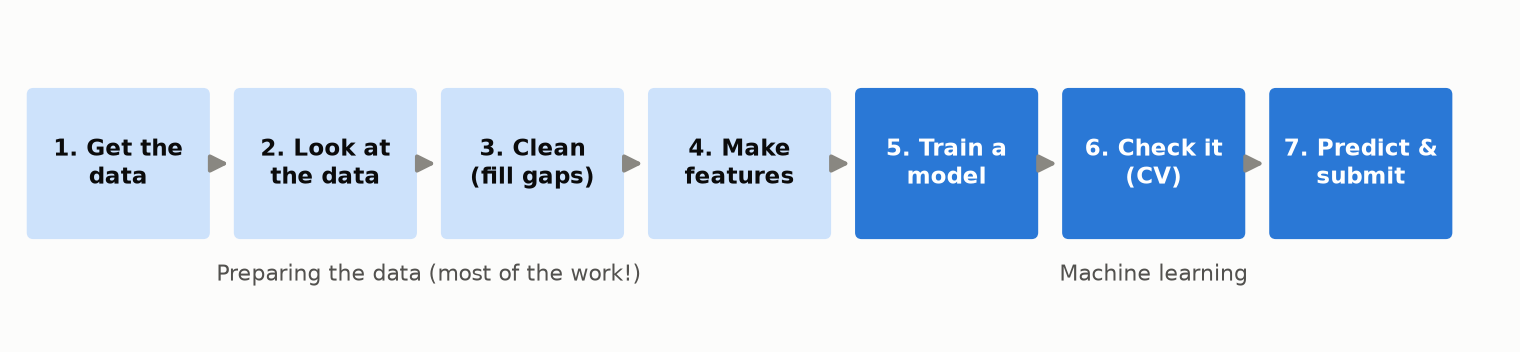 1. Get the
data
2. Look at
the data
3. Clean
(fill gaps)
4. Make
features
5. Train a
model
6. Check it
(CV)
7. Predict &
submit
Preparing the data (most of the work!)
Machine learning